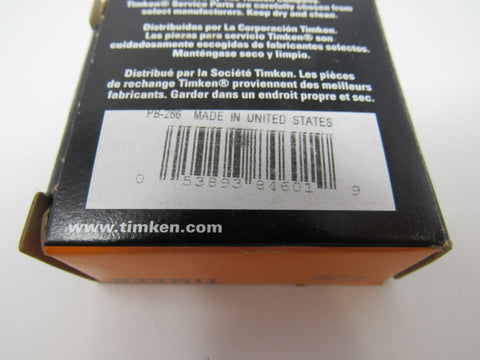 Timken® Service Parts are carefully chosen from
select manufacturers. Keep dry and clean.
Distribuidas por La Corporación Timken.
Las piezas para servicio Timken® son
cuidadosamente escogidas de fabricantes selectos.
Manténgase seco y limpio.
Distribué par la Société Timken. Les pièces
de rechange Timken® proviennent des meilleurs
fabricants. Garder dans un endroit propre et sec.
PB-286 MADE IN UNITED STATES
0 53893 84601 9
www.timken.com
TIMKEN